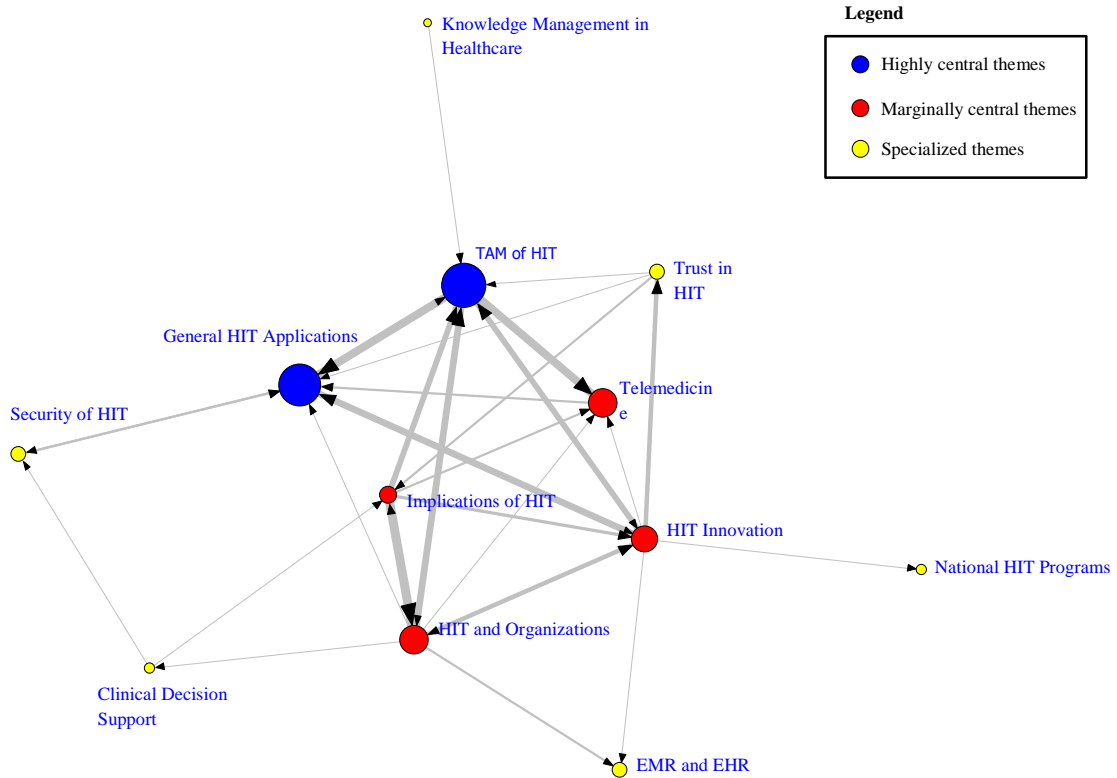 Knowledge Management in
Healthcare
Legend
Highly central themes
Marginally central themes
Specialized themes
TAM of HIT
Trust in
HIT
General HIT Applications
Telemedicin
e
Security of HIT
Implications of HIT
HIT Innovation
National HIT Programs
HIT and Organizations
Clinical Decision
Support
EMR and EHR